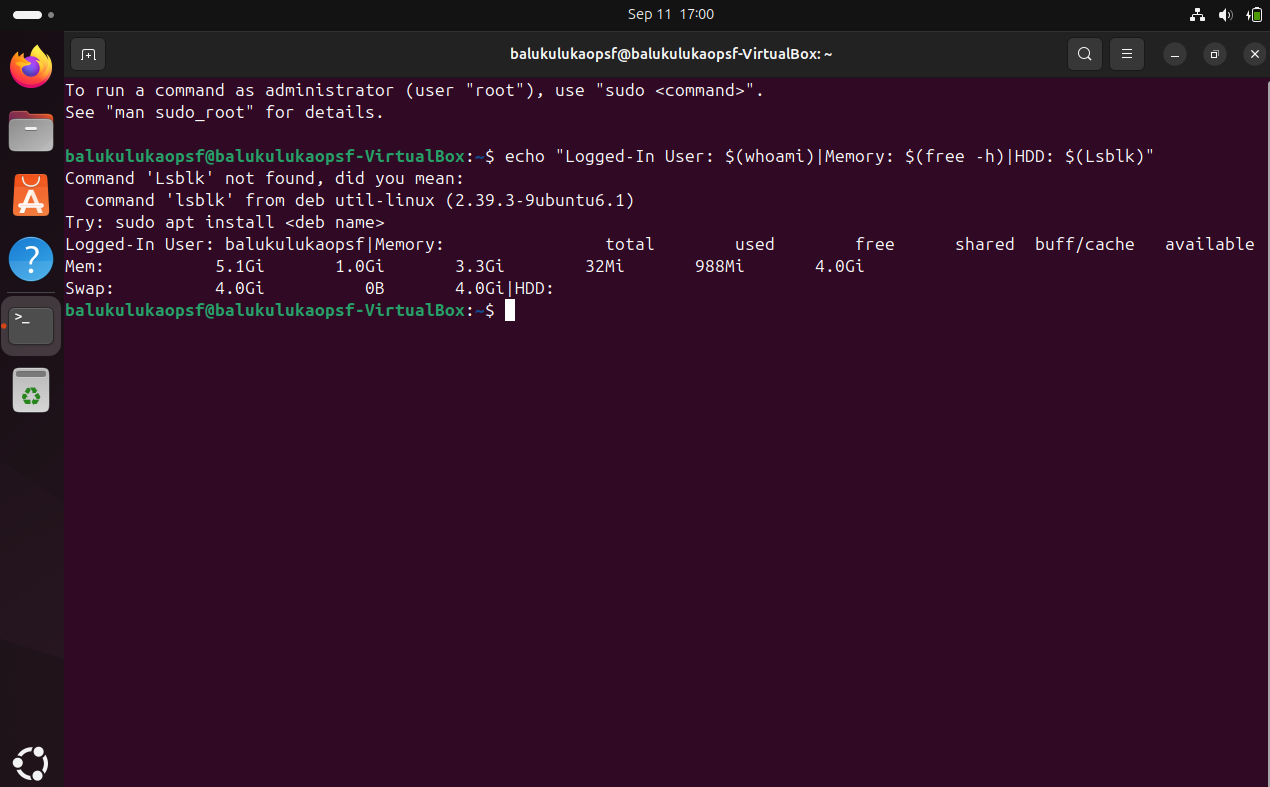 Sep 11 17:00
balukulukaopsf@balukulukaopsf-VirtualBox: ~
To run a command as administrator (user "root"), use "sudo <command>".
See "man sudo_root" for details.
balukulukaopsf@balukulukaopsf-VirtualBox:~$ echo "Logged-In User: $(whoami)|Memory: $(free -h)|HDD: $(Lsblk)"
Command 'Lsblk' not found, did you mean:
  command 'lsblk' from deb util-linux (2.39.3-9ubuntu6.1)
Try: sudo apt install <deb name>
Logged-In User: balukulukaopsf|Memory:                total        used        free      shared  buff/cache   available
Mem:           5.1Gi       1.0Gi       3.3Gi        32Mi       988Mi       4.0Gi
Swap:          4.0Gi          0B       4.0Gi|HDD:
balukulukaopsf@balukulukaopsf-VirtualBox:~$